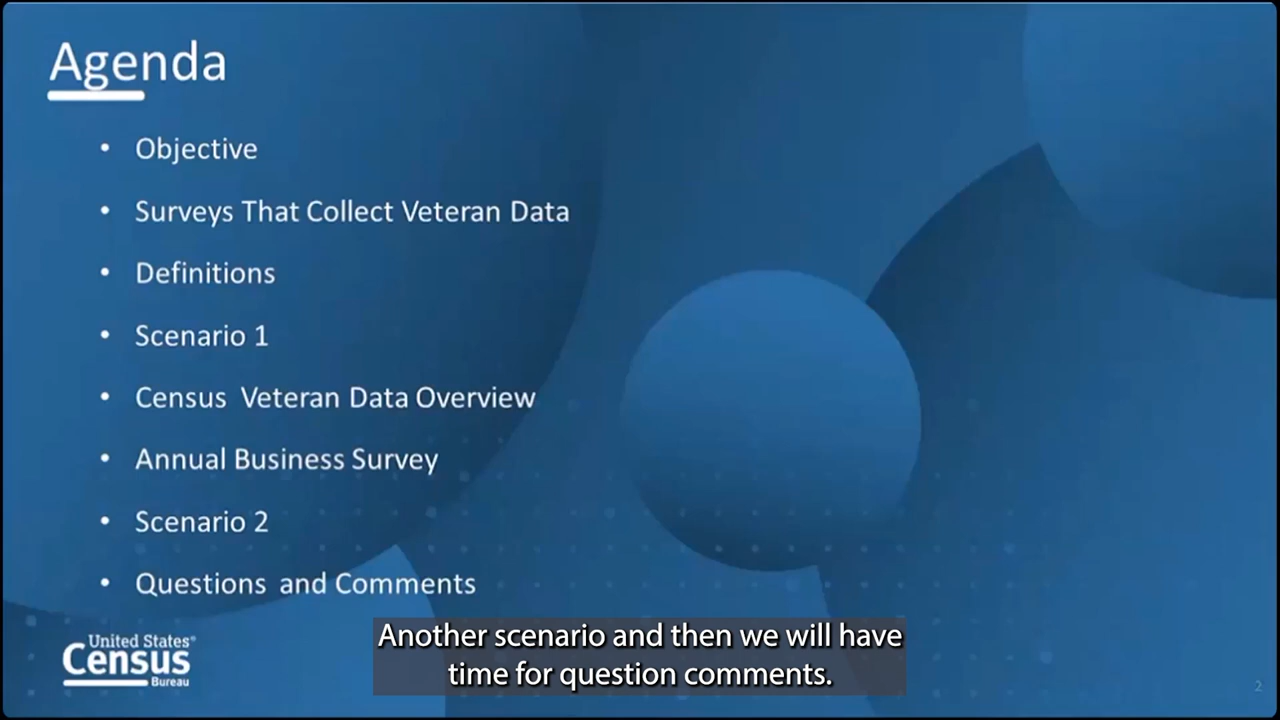 Agenda
• Objective
• Surveys That Collect Veteran Data
• Definitions
• Scenario 1
• Census  Veteran Data Overview
• Annual Business Survey
• Scenario 2
• Questions  and Comments
United States®
Census
Bureau
Another scenario and then we will have
time for question comments.
2